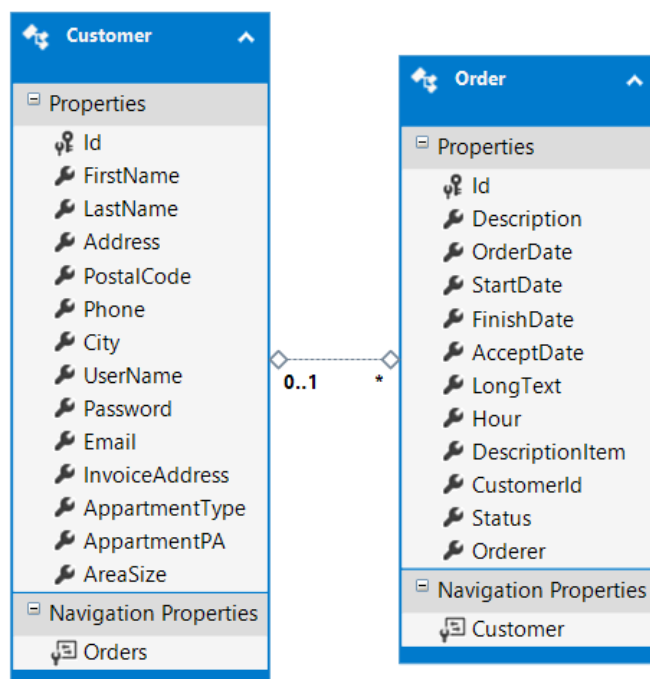 Customer
Properties
Id
FirstName
LastName
Address
PostalCode
Phone
City
UserName
Password
Email
InvoiceAddress
AppartmentType
AppartmentPA
AreaSize
Navigation Properties
Orders
0..1
*
Order
Properties
Id
Description
OrderDate
StartDate
FinishDate
AcceptDate
LongText
Hour
DescriptionItem
CustomerId
Status
Orderer
Navigation Properties
Customer